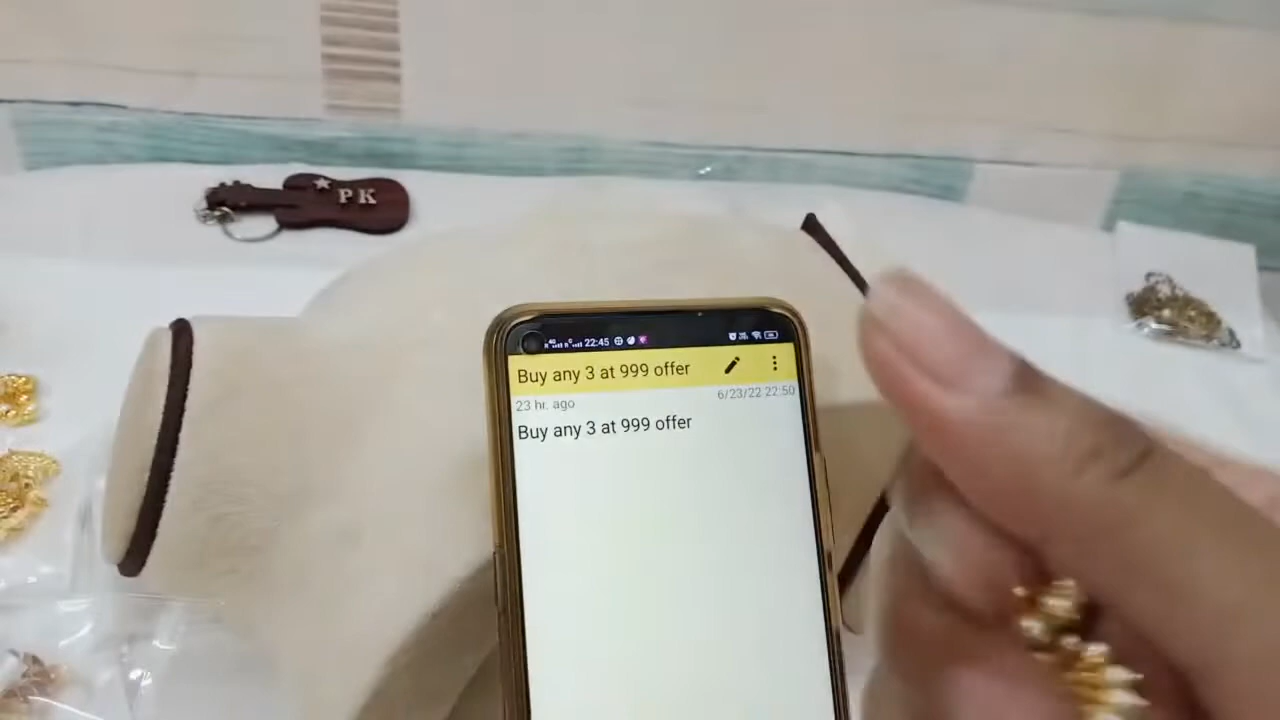 PK
22:45
Buy any 3 at 999 offer
23 hr. ago
6/23/22 22:50
Buy any 3 at 999 offer